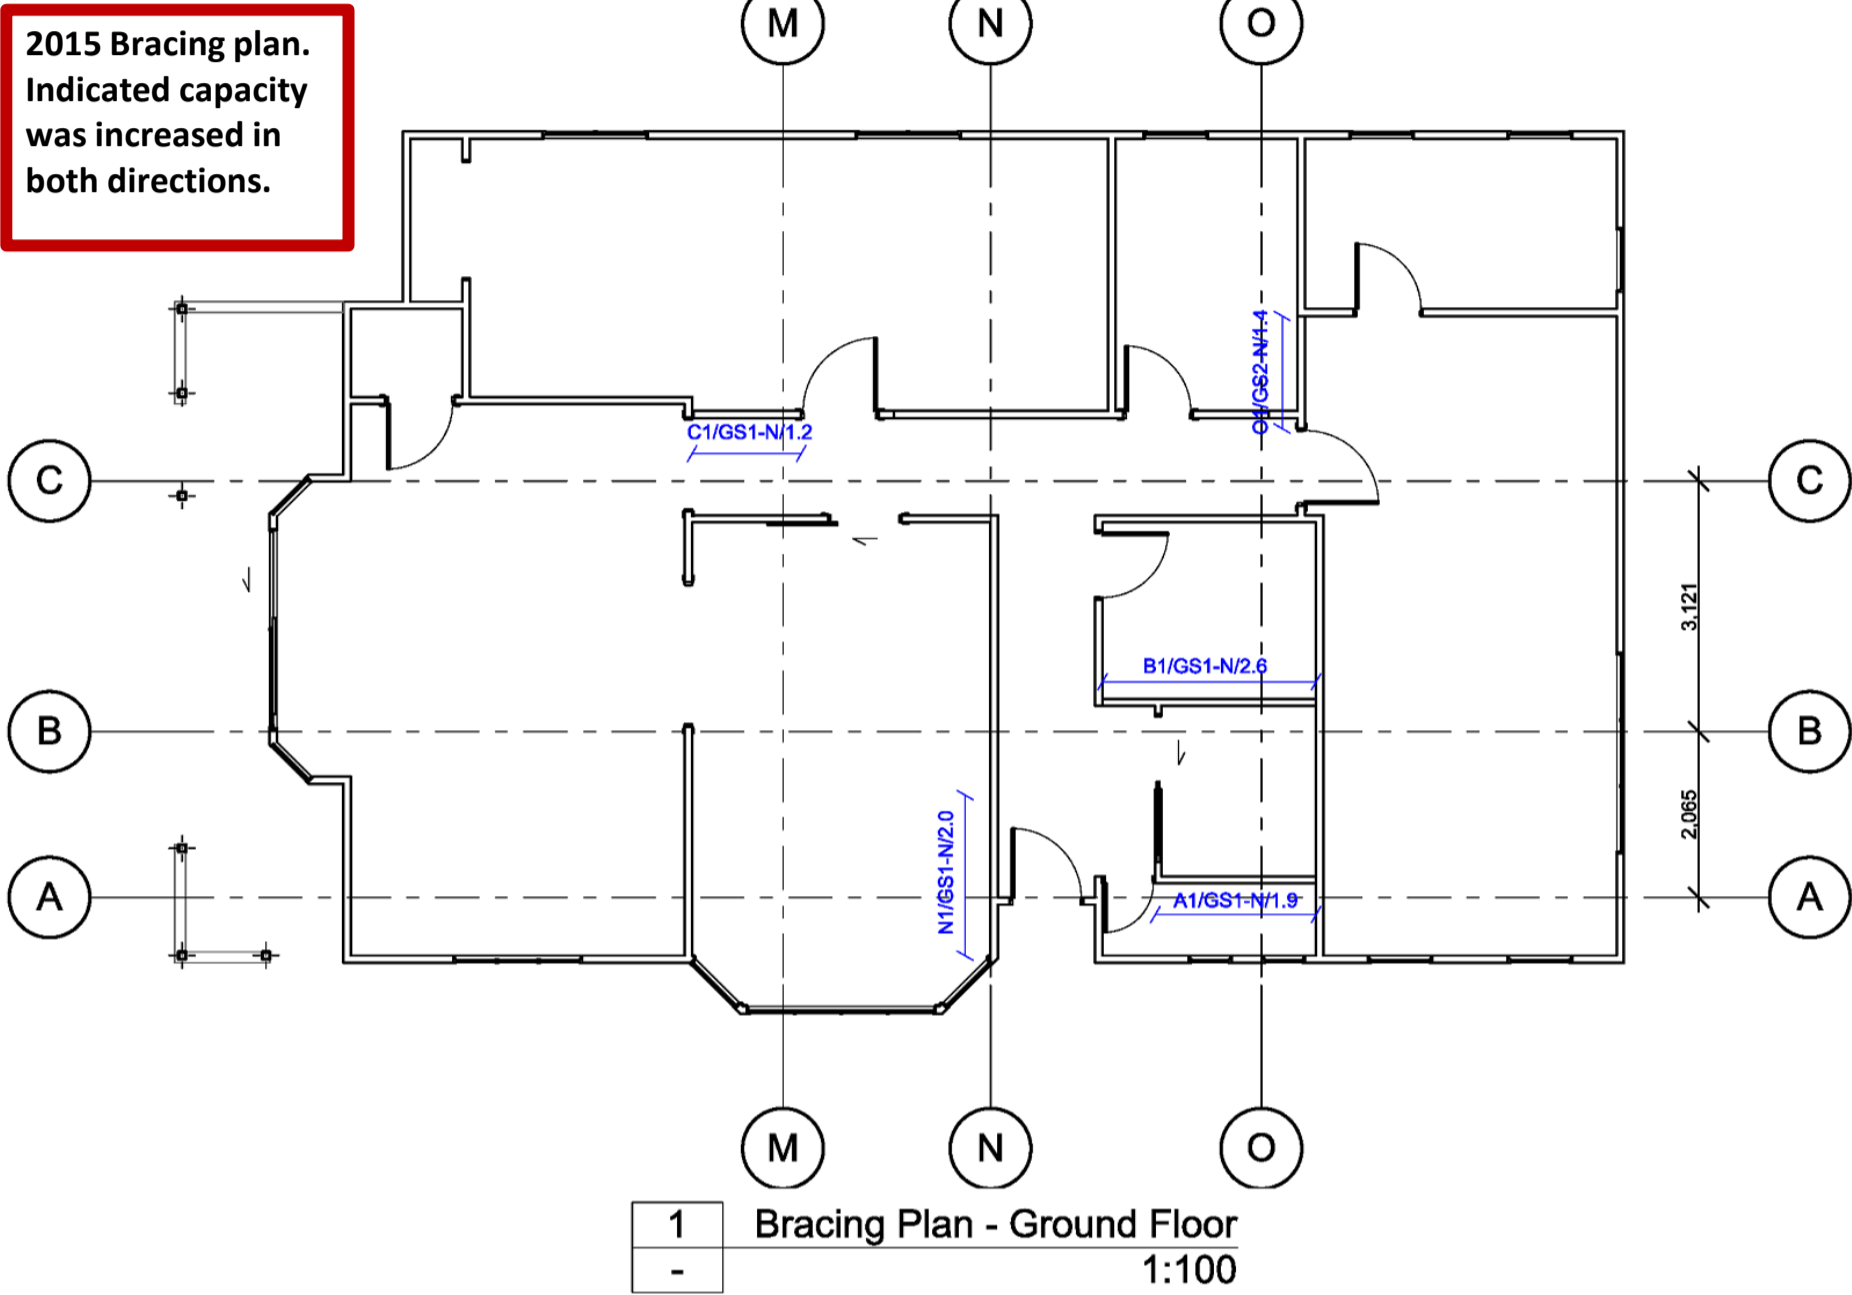 2015 Bracing plan.
Indicated capacity
was increased in
both directions.
M N O
O1/GS2-N/1.4
C1/GS1-N/1.2
C C
3,121
B1/GS1-N/2.6
B B
2,065
N1/GS1-N/2.0
A A
A1/GS1-N/1.9
M N O
1 Bracing Plan - Ground Floor
- 1:100